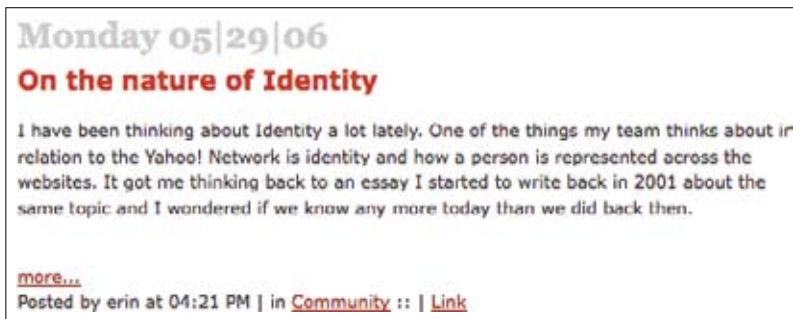 Monday 05|29|06
On the nature of Identity
I have been thinking about Identity a lot lately. One of the things my team thinks about in
relation to the Yahoo! Network is identity and how a person is represented across the
websites. It got me thinking back to an essay I started to write back in 2001 about the
same topic and I wondered if we know any more today than we did back then.
more...
Posted by erin at 04:21 PM | in Community :: | Link